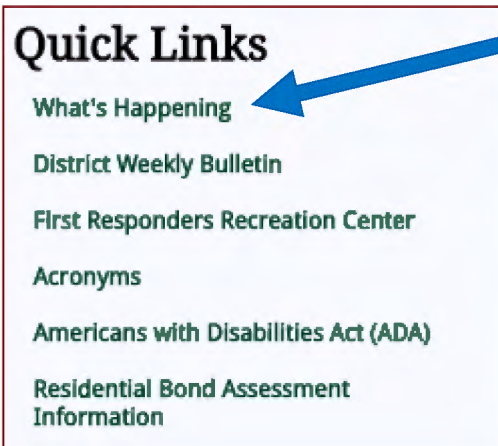 Quick Links
What's Happening
District Weekly Bulletin
First Responders Recreation Center
Acronyms
Americans with Disabilities Act (ADA)
Residential Bond Assessment
Information